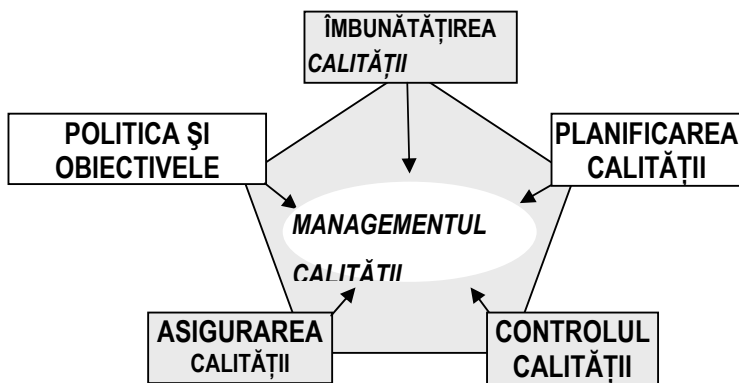 ÎMBUNĂTĂȚIREA
CALITĂȚII
POLITICA ŞI
OBIECTIVELE
PLANIFICAREA
CALITĂȚII
MANAGEMENTUL
CALITĂȚII
ASIGURAREA
CALITĂȚII
CONTROLUL
CALITĂȚII